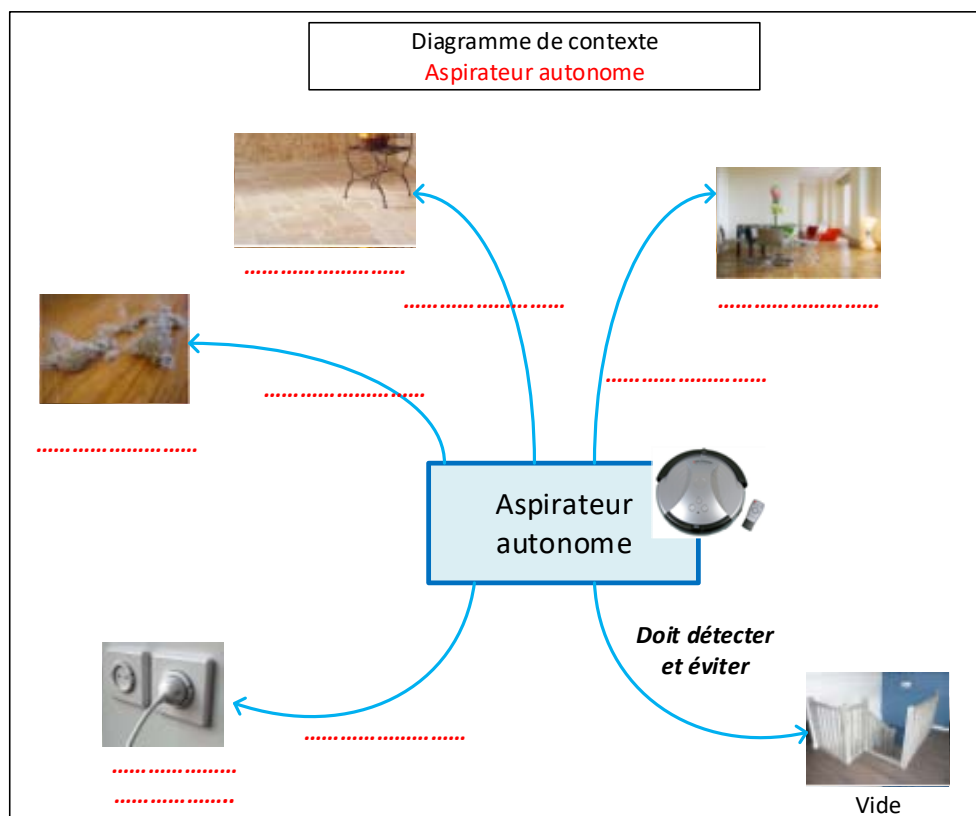 Diagramme de contexte
Aspirateur autonome
……………………
……………………
……………………
……………………
……………………
……………………
Aspirateur
autonome
Doit détecter
et éviter
……………………
………………..
………………..
Vide